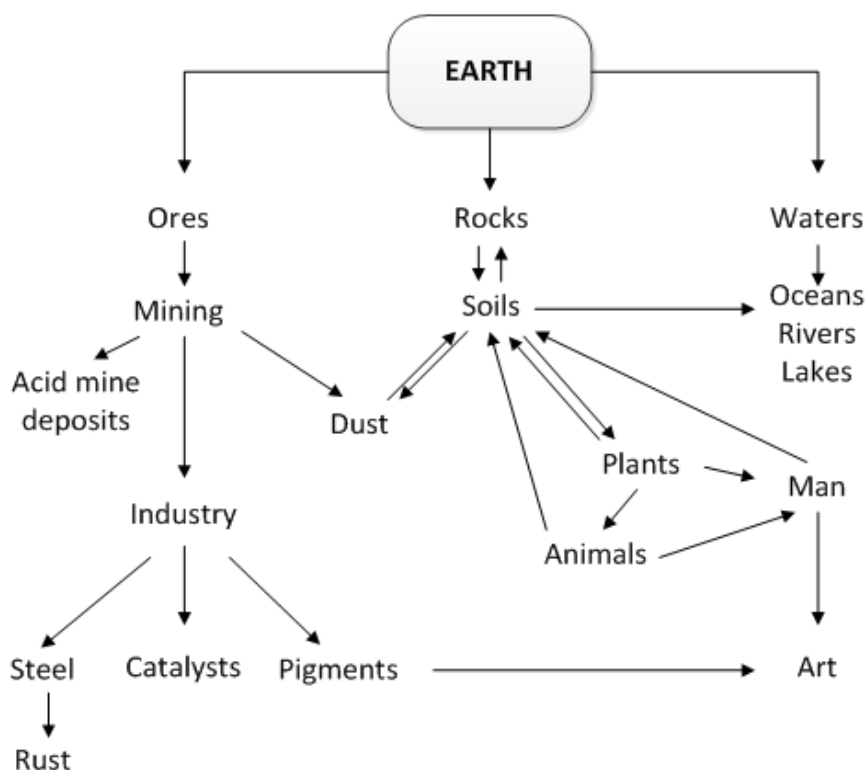 EARTH
Ores
Rocks
Waters
Mining
Soils
Oceans
Rivers
Lakes
Acid mine
deposits
Dust
Plants
Man
Industry
Animals
Steel
Catalysts
Pigments
Art
Rust